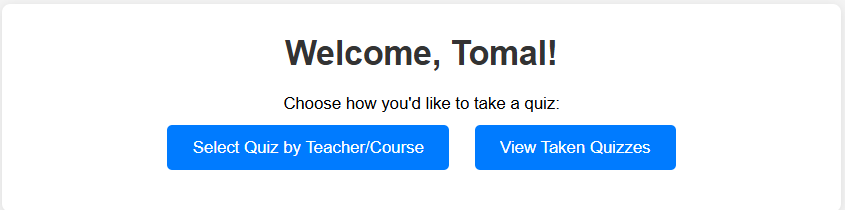 Welcome, Tomal!
Choose how you'd like to take a quiz:
Select Quiz by Teacher/Course View Taken Quizzes